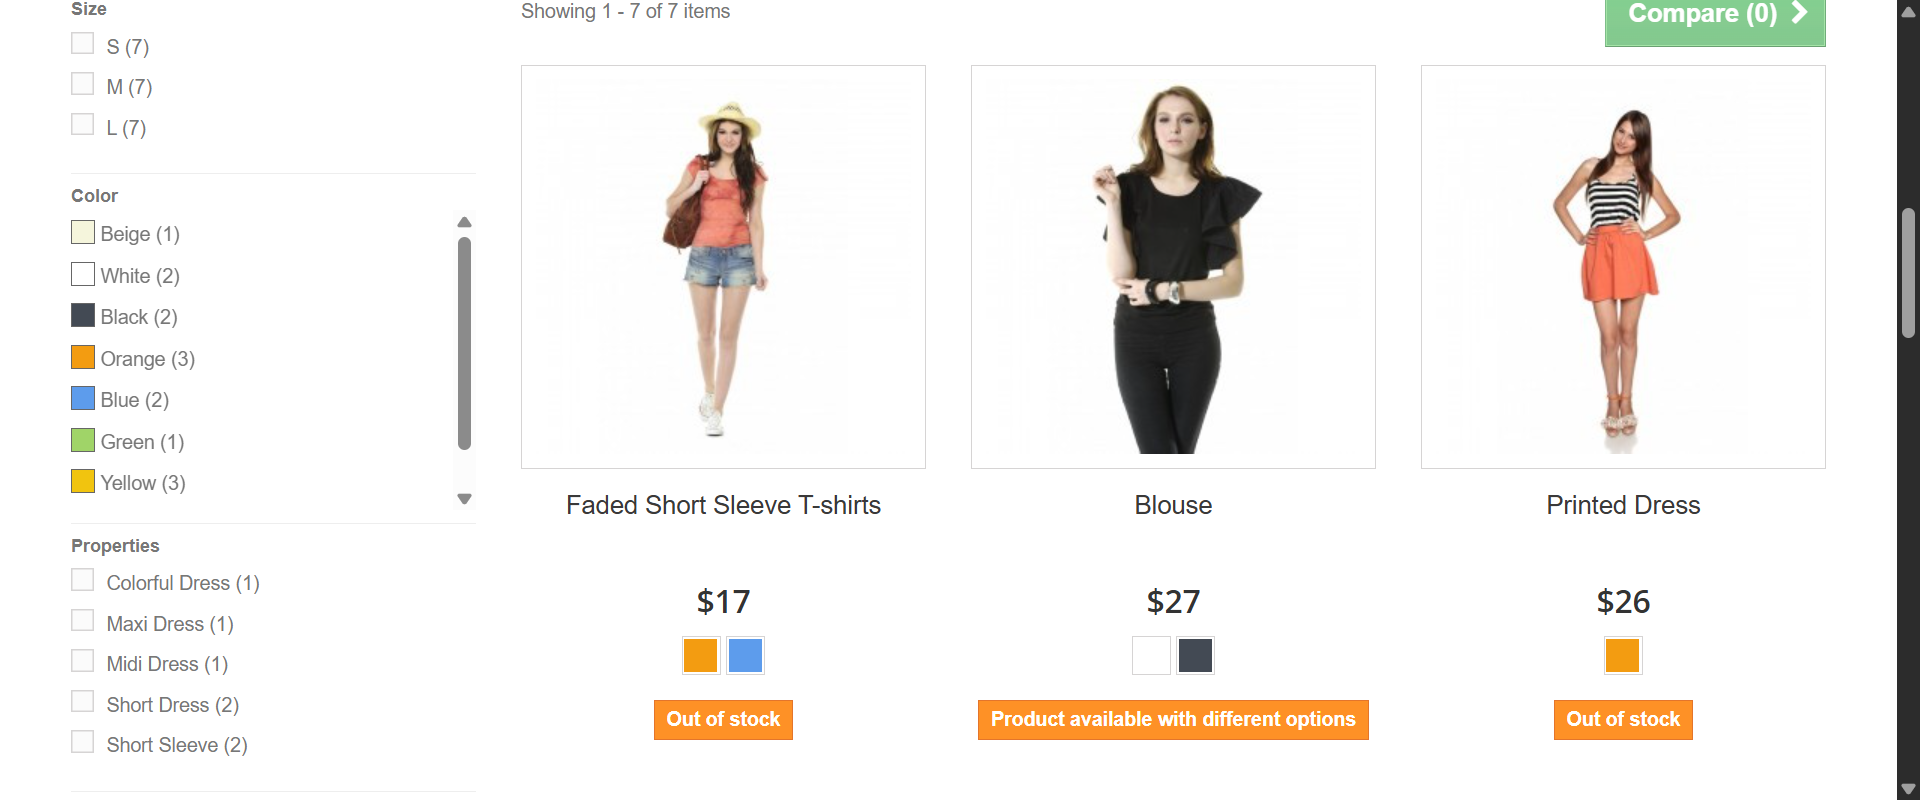 Size
S (7)
M (7)
L (7)
Color
Beige (1)
White (2)
Black (2)
Orange (3)
Blue (2)
Green (1)
Yellow (3)
Properties
Colorful Dress (1)
Maxi Dress (1)
Midi Dress (1)
Short Dress (2)
Short Sleeve (2)
Showing 1 - 7 of 7 items
Compare (0)
Faded Short Sleeve T-shirts
$17
Out of stock
Blouse
$27
Product available with different options
Printed Dress
$26
Out of stock